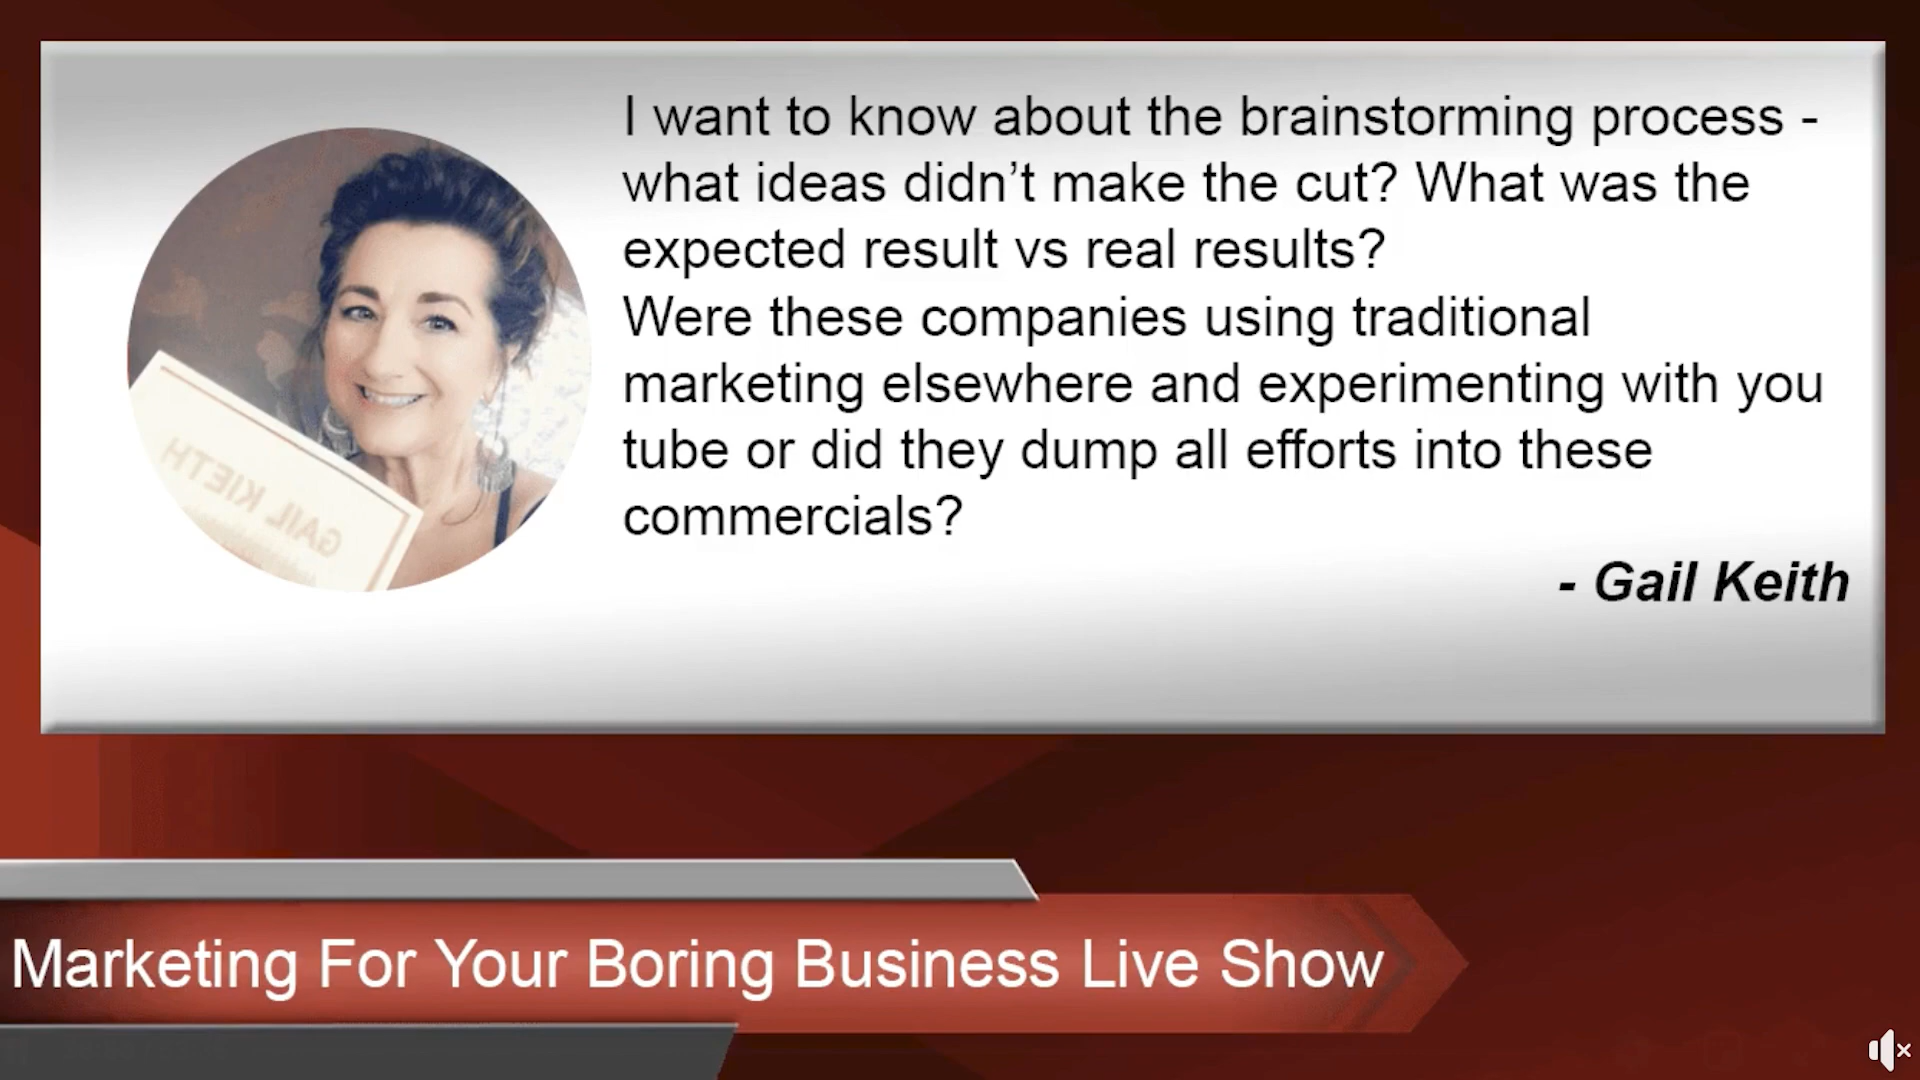 I want to know about the brainstorming process -
what ideas didn’t make the cut? What was the
expected result vs real results?
Were these companies using traditional
marketing elsewhere and experimenting with you
tube or did they dump all efforts into these
commercials?
- Gail Keith
GAIL KIETH
Marketing For Your Boring Business Live Show